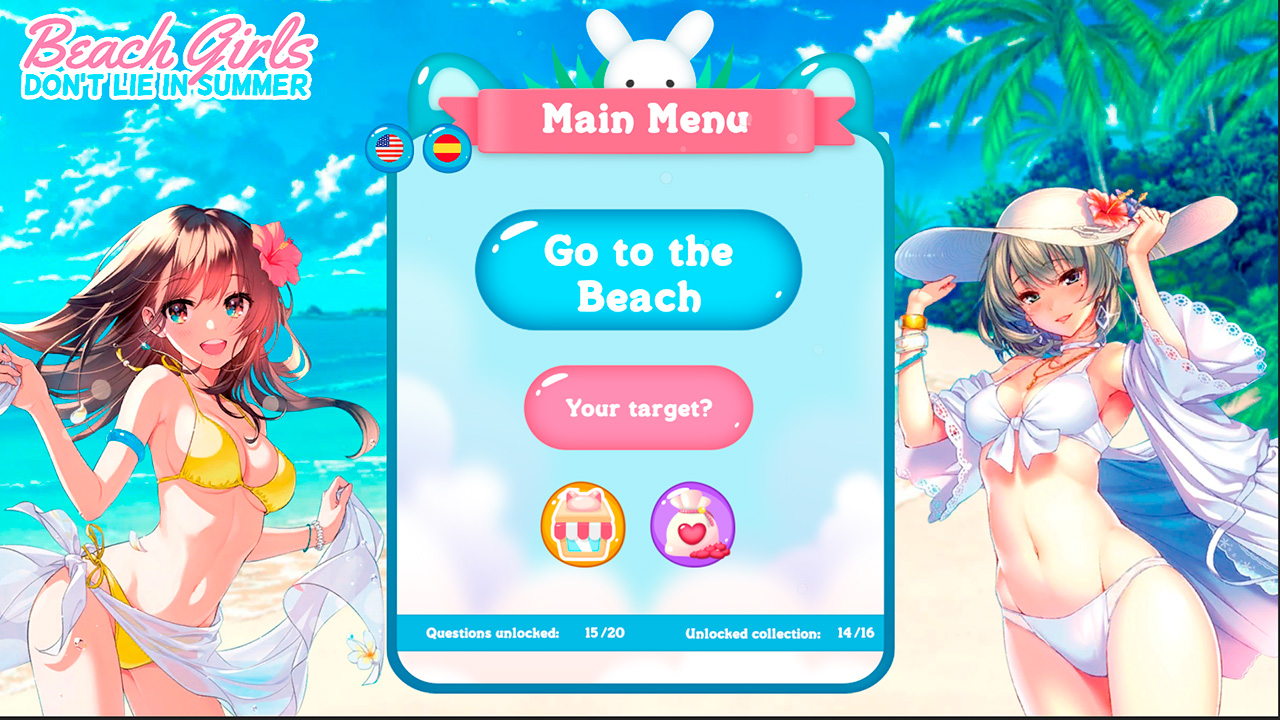 Beach Girls
DON'T LIE IN SUMMER
Main Menu
Go to the
Beach
Your target?
Questions unlocked: 15/20
Unlocked collection: 14/16